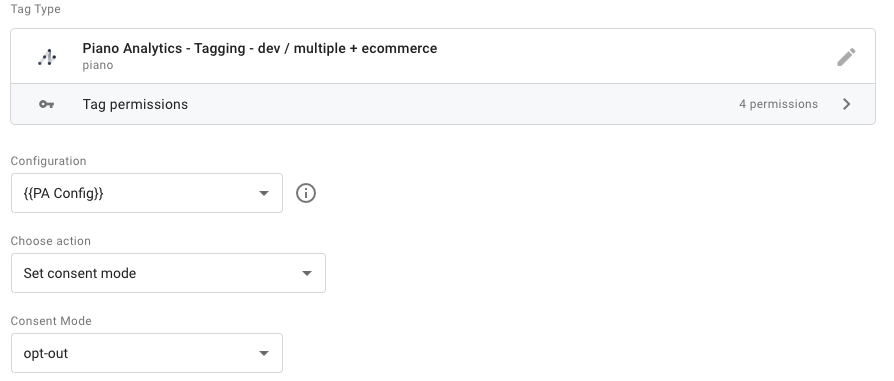 Tag Type
Piano Analytics - Tagging - dev / multiple + ecommerce
piano
Tag permissions 4 permissions
Configuration
{{PA Config}}
Choose action
Set consent mode
Consent Mode
opt-out